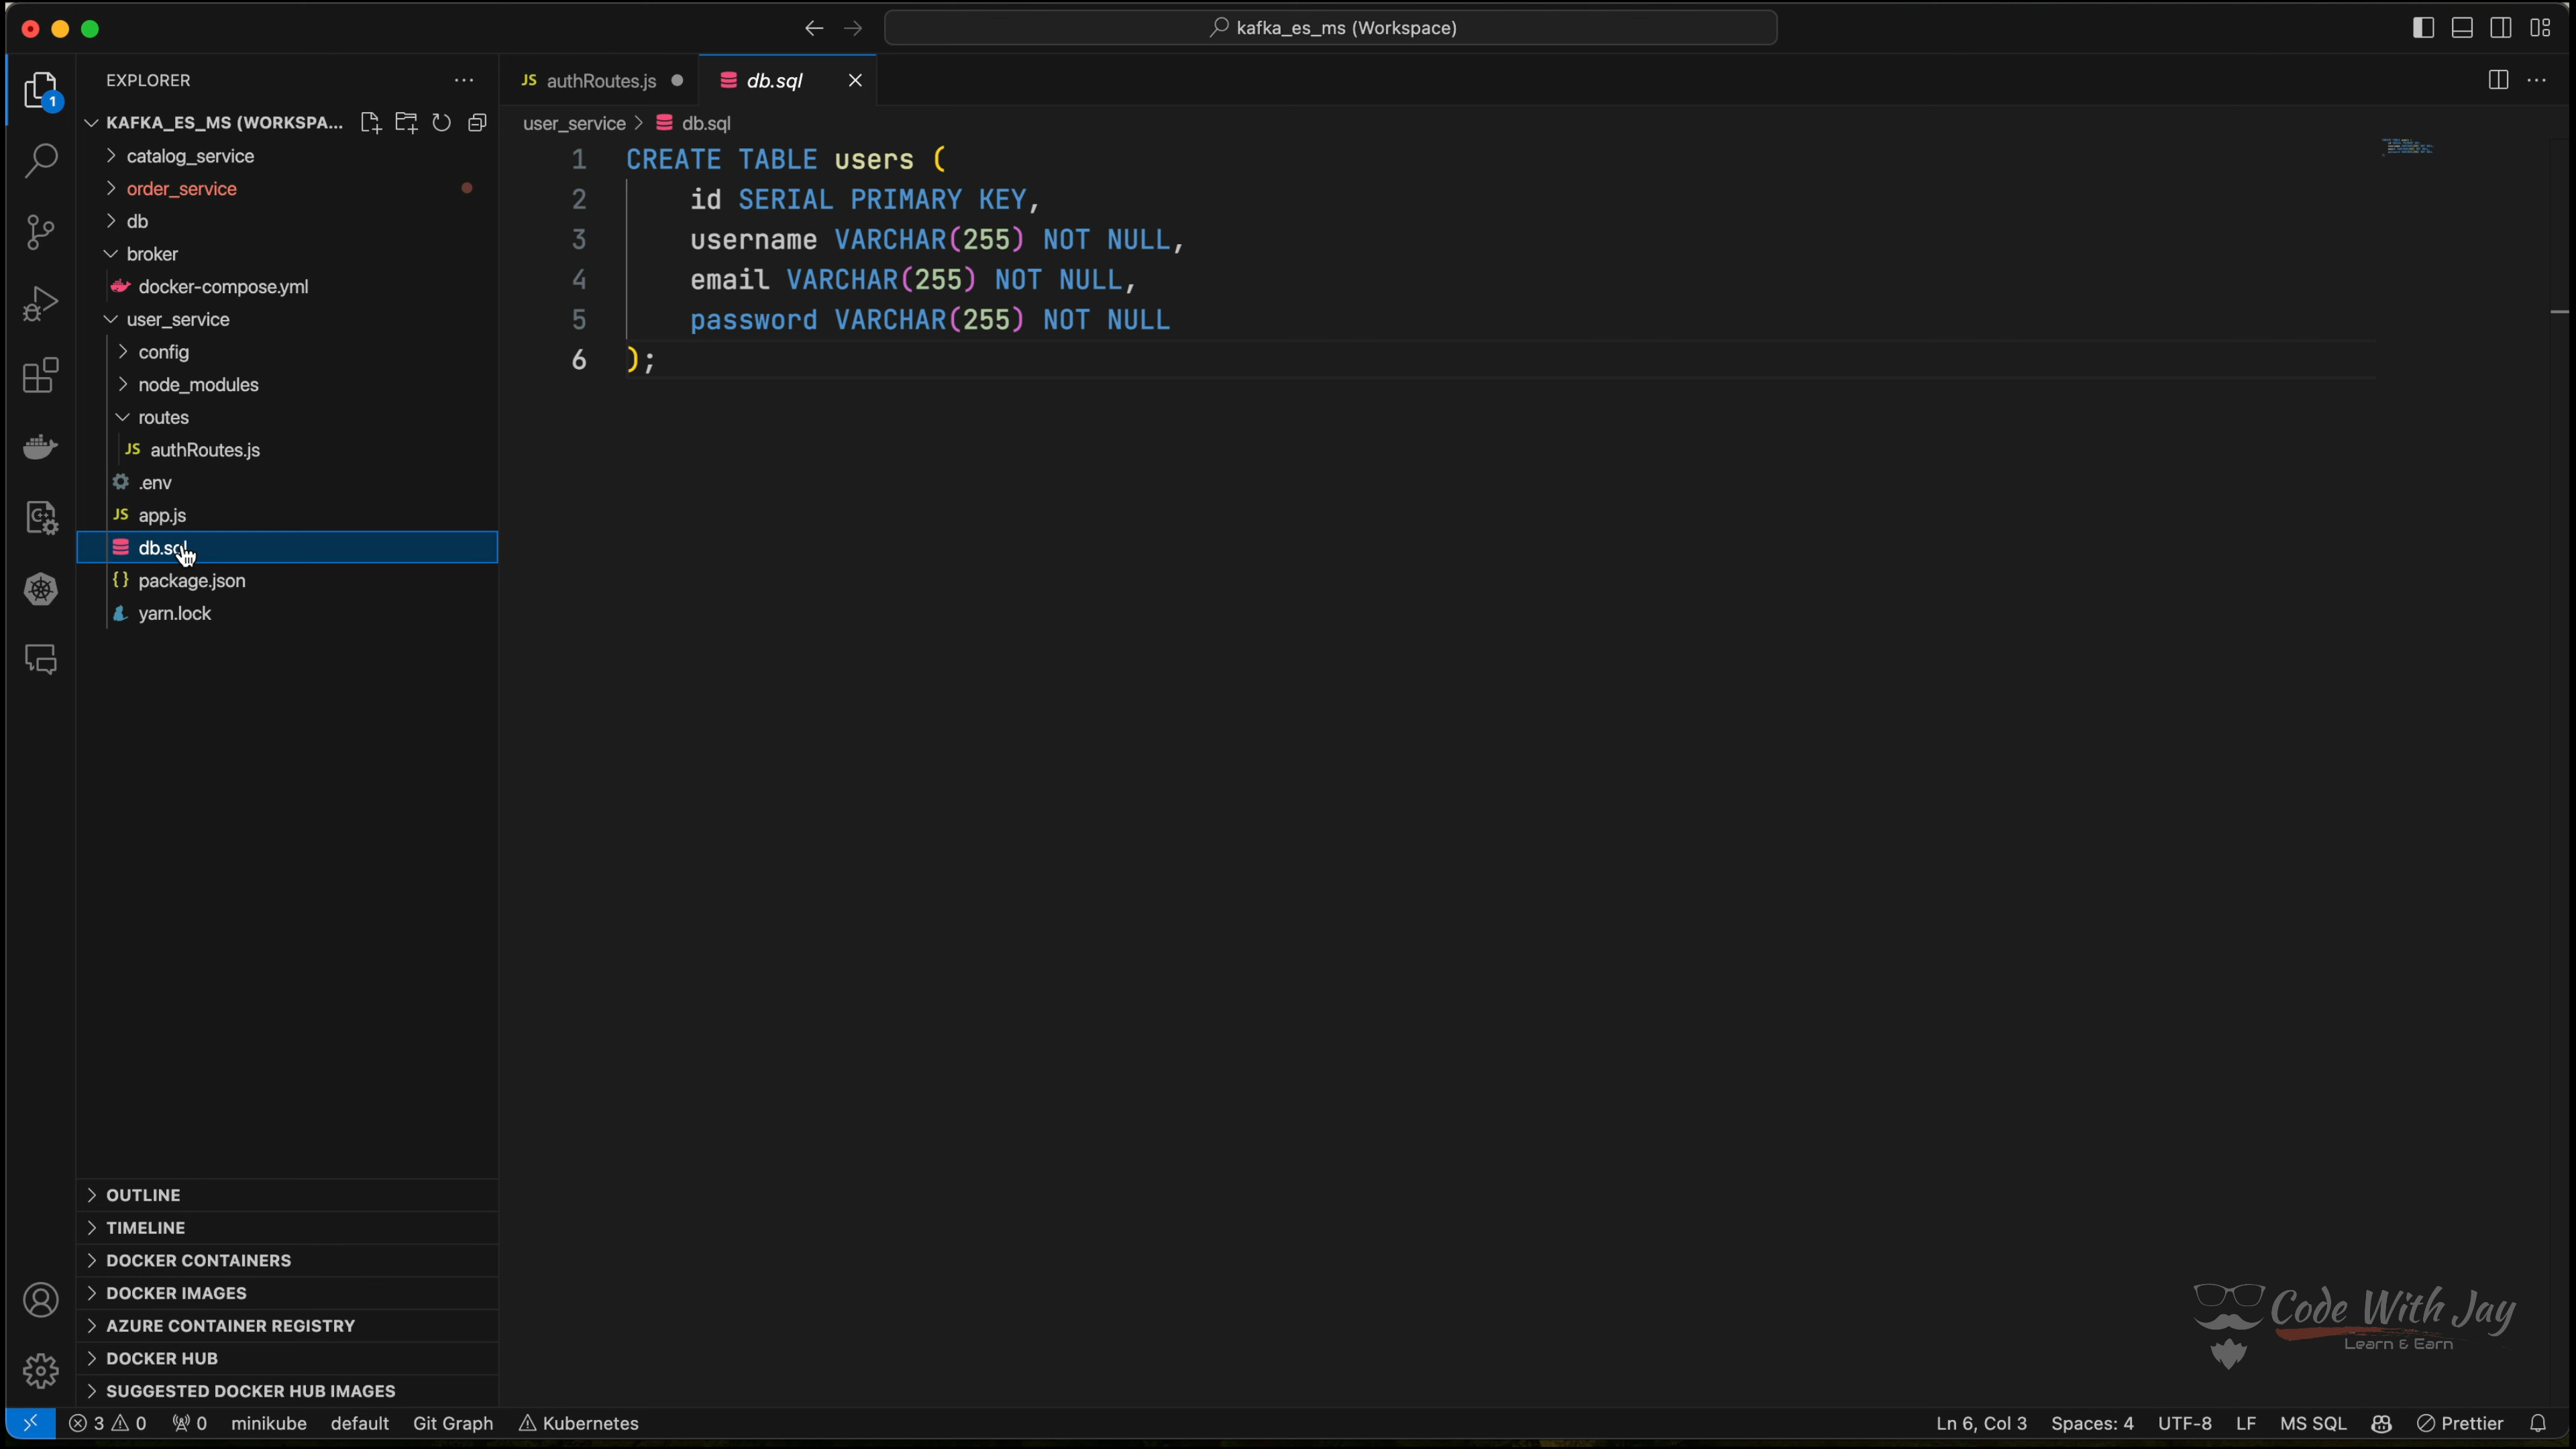 kafka_es_ms (Workspace)
EXPLORER
KAFKA_ES_MS (WORKSPA...
catalog_service
order_service
db
broker
docker-compose.yml
user_service
config
node_modules
routes
JS authRoutes.js
.env
JS app.js
db.sql
{} package.json
yarn.lock
OUTLINE
TIMELINE
DOCKER CONTAINERS
DOCKER IMAGES
AZURE CONTAINER REGISTRY
DOCKER HUB
SUGGESTED DOCKER HUB IMAGES
1
JS authRoutes.js
db.sql
user_service > db.sql
1 CREATE TABLE users (
2 id SERIAL PRIMARY KEY,
3 username VARCHAR(255) NOT NULL,
4 email VARCHAR(255) NOT NULL,
5 password VARCHAR(255) NOT NULL
6 );
Code With Jay
Learn & Earn
3 0 0 minikube default Git Graph Kubernetes
Ln 6, Col 3 Spaces: 4 UTF-8 LF MS SQL Prettier